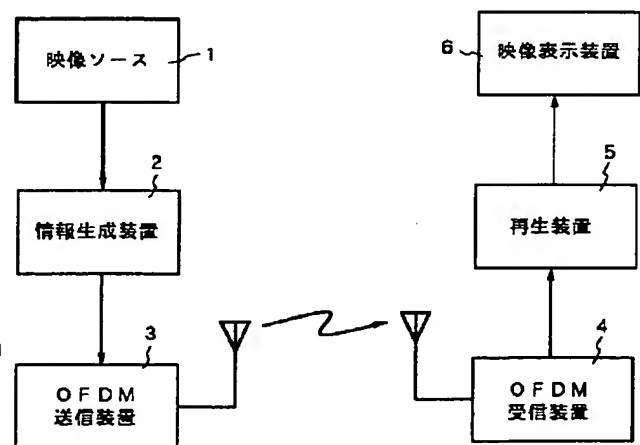 映像ソース
1
6
映像表示装置
2
情報生成装置
5
再生装置
3
OFDM
送信装置
4
OFDM
受信装置